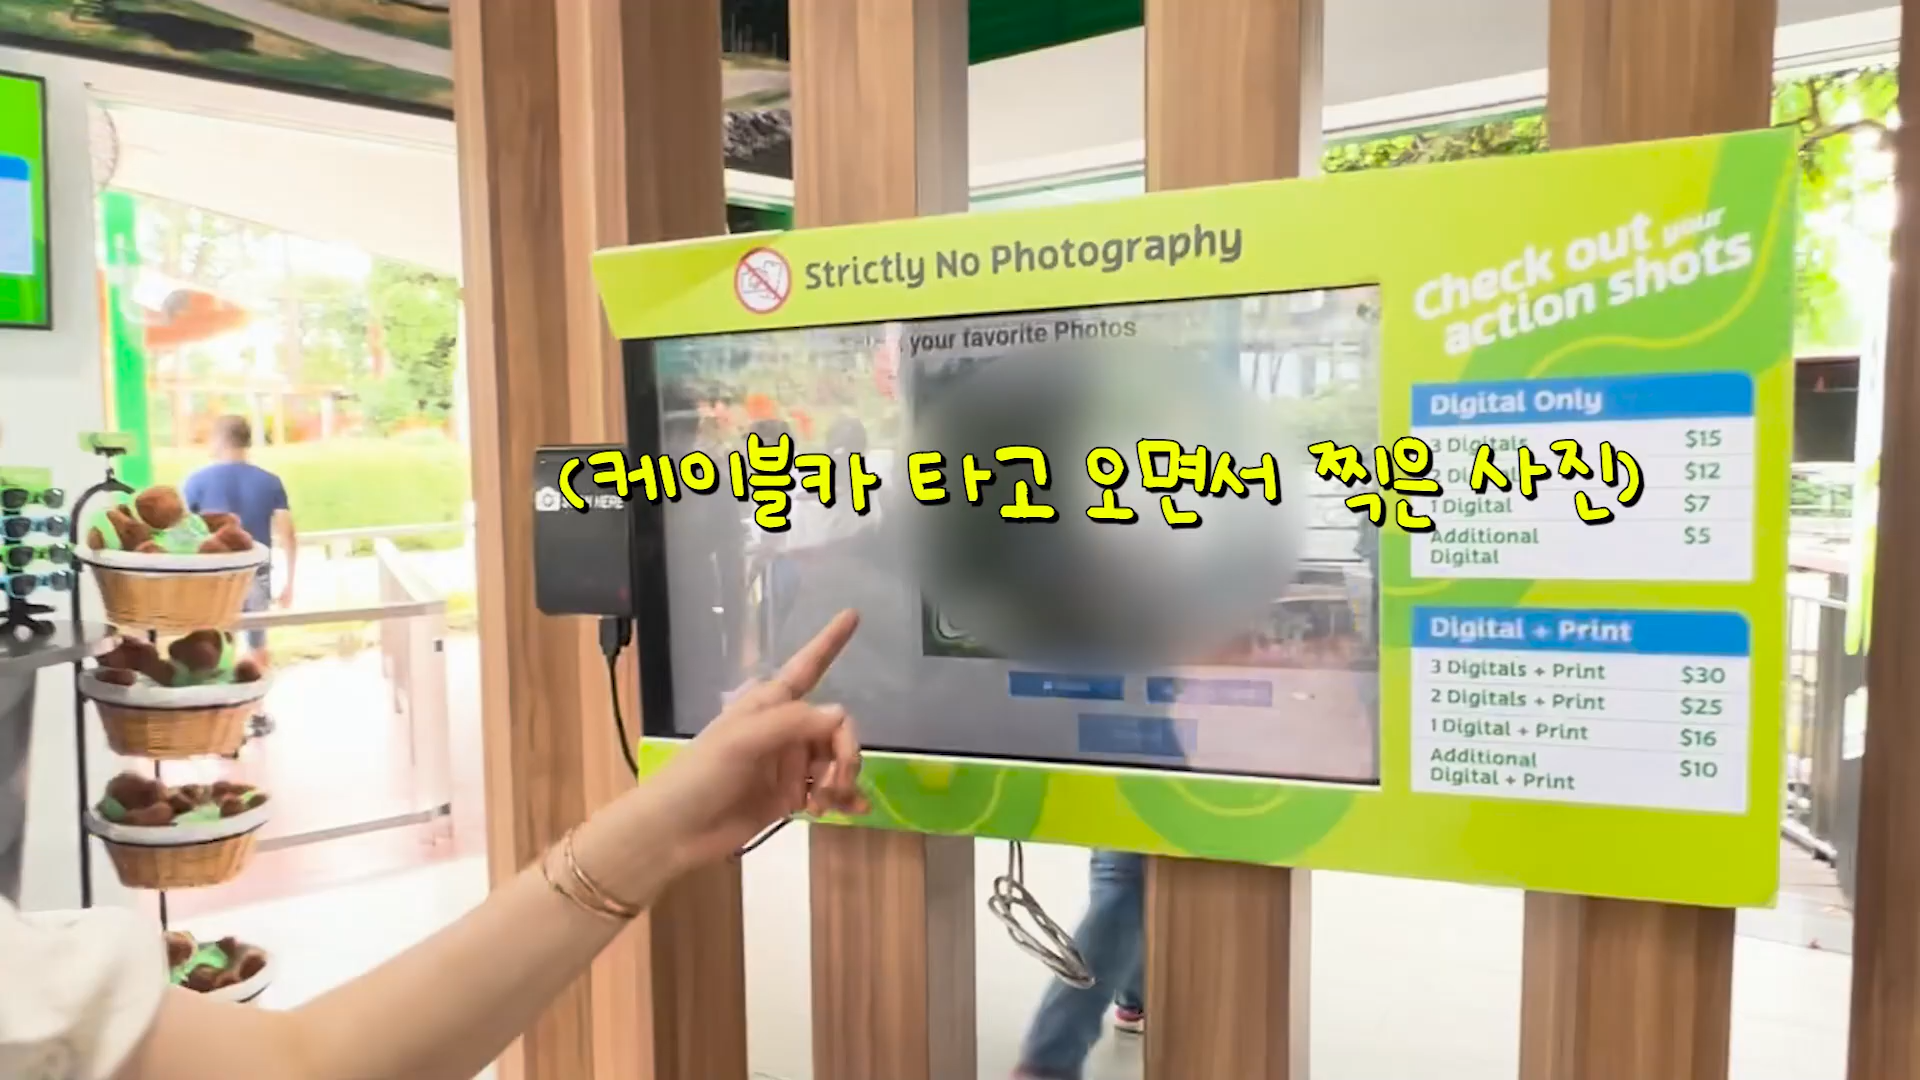 Strictly No Photography
your favorite Photos
Check out your
action shots
(케이블카 타고 오면서 찍은 사진)
HERE
Digital Only
3 Digitals $15
2 $12
1 Digital $7
Additional
Digital $5
Digital + Print
3 Digitals + Print $30
2 Digitals + Print $25
1 Digital + Print $16
Additional
Digital + Print $10